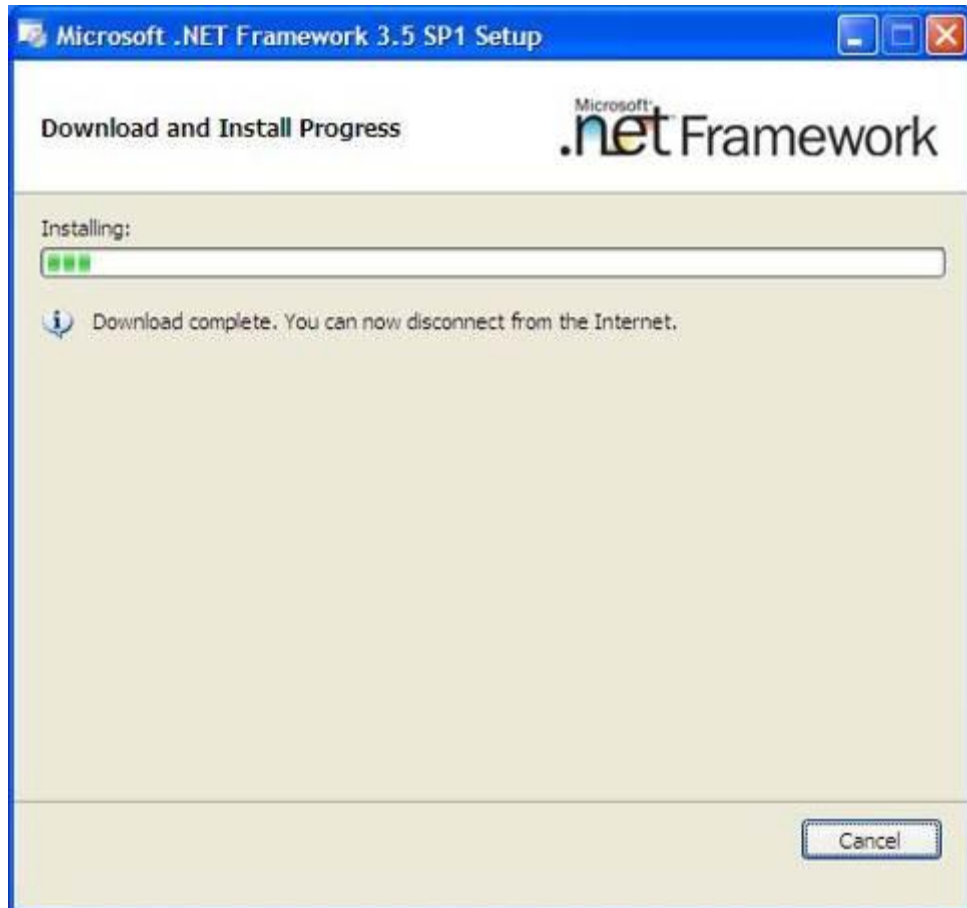 Microsoft .NET Framework 3.5 SP1 Setup
Download and Install Progress
Microsoft
.net Framework
Installing:
Download complete. You can now disconnect from the Internet.
Cancel